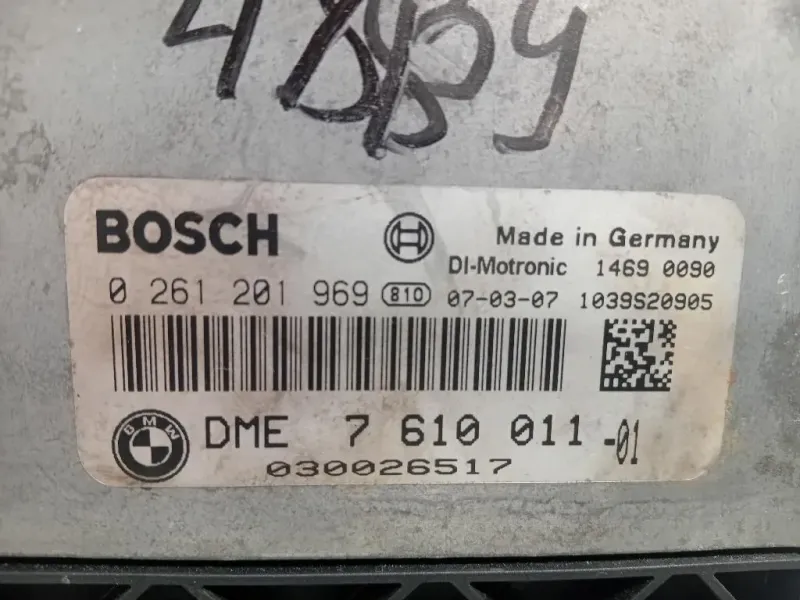 BOSCH
Made in Germany
DI-Motronic 1469 0090
0 261 201 969 810 07-03-07 1039S20905
BMW
DME 7 610 011 -01
030026517